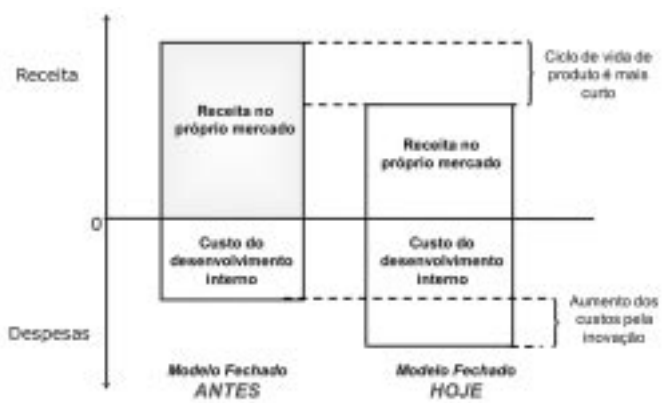 Receita
Receita no
próprio mercado
Ciclo de vida de
produto é mais
curto
Receita no
próprio mercado
0
Custo do
desenvolvimento
interno
Custo do
desenvolvimento
interno
Despesas
Aumento dos
custos pela
inovação
Modelo Fechado
ANTES
Modelo Fechado
HOJE